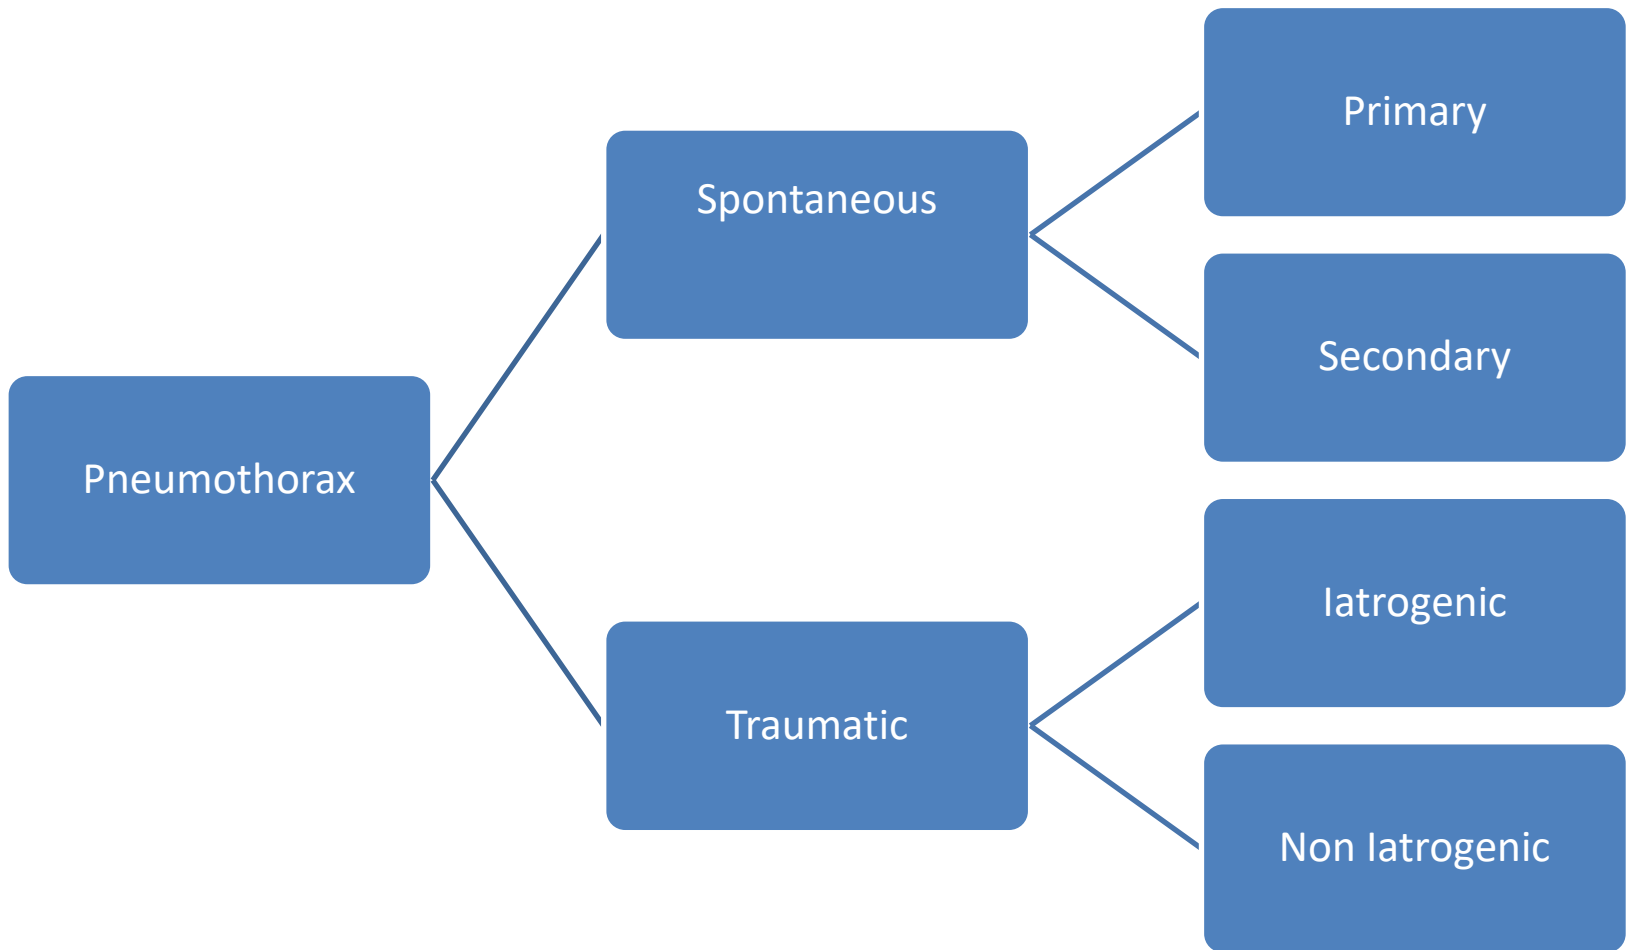 Pneumothorax
Spontaneous
Primary
Secondary
Traumatic
Iatrogenic
Non Iatrogenic